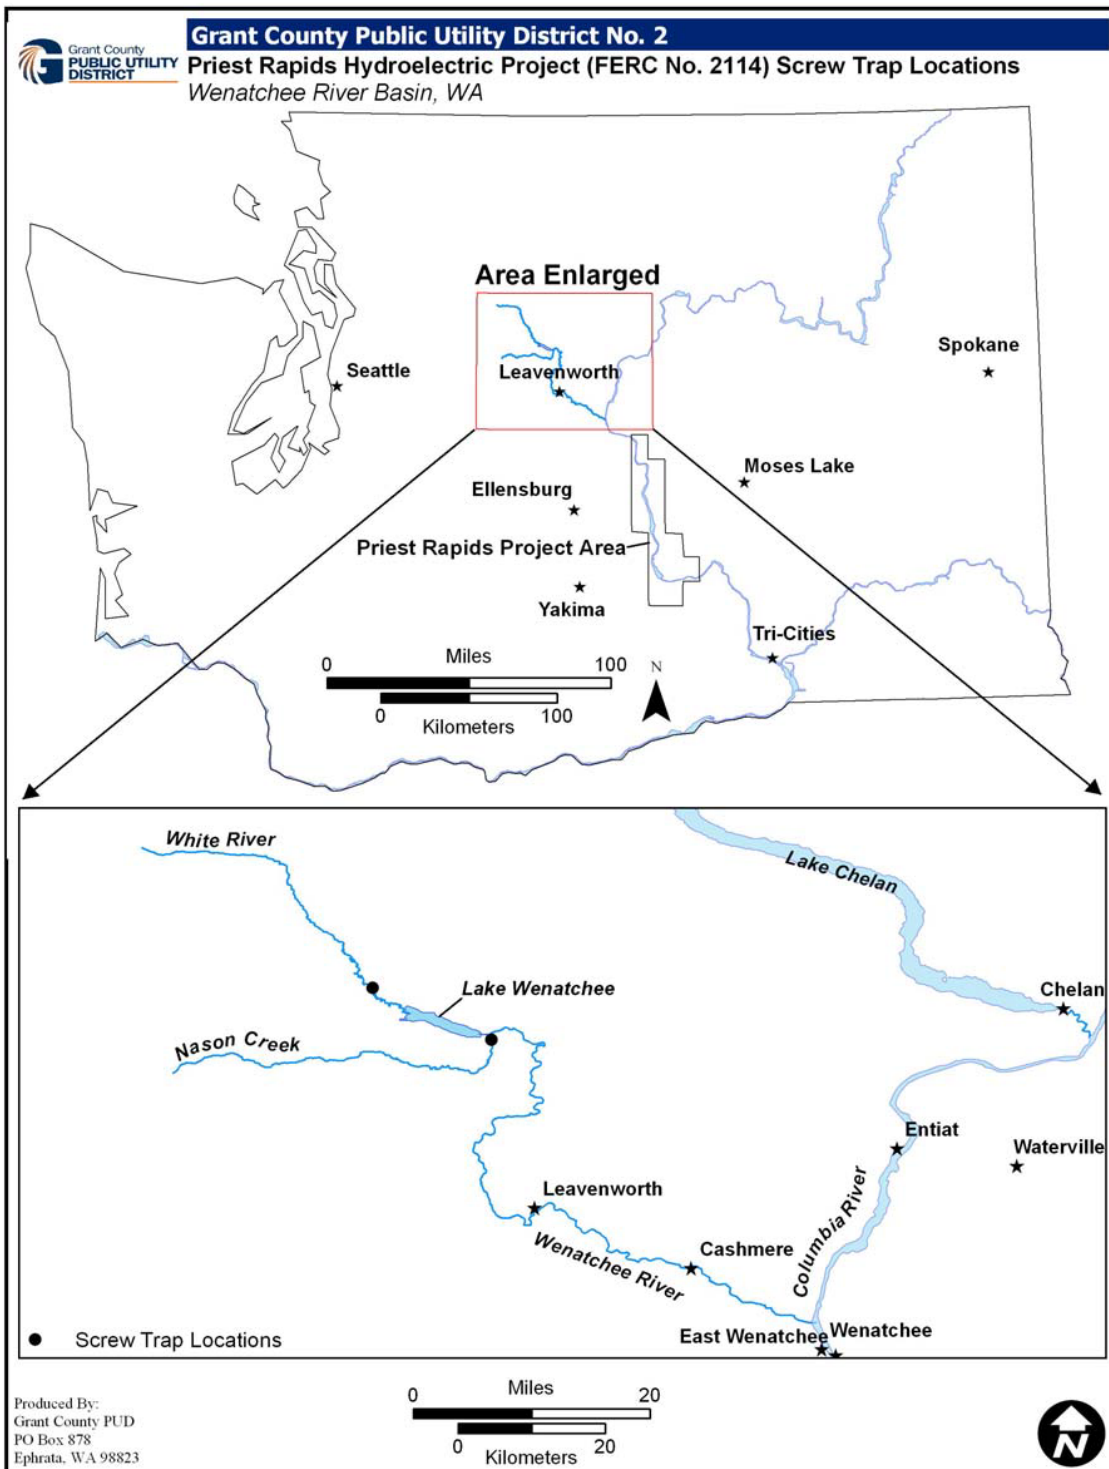 Grant County Public Utility District No. 2
Grant County
PUBLIC UTILITY
DISTRICT
Priest Rapids Hydroelectric Project (FERC No. 2114) Screw Trap Locations
Wenatchee River Basin, WA
Area Enlarged
Seattle
Leavenworth
Spokane
Moses Lake
Ellensburg
Priest Rapids Project Area
Yakima
Tri-Cities
0 Miles 100
N
0 100
Kilometers
White River
Lake Chelan
Lake Wenatchee
Chelan
Nason Creek
Entiat
Waterville
Columbia River
Leavenworth
Cashmere
Wenatchee River
East Wenatchee
Wenatchee
Screw Trap Locations
0 Miles 20
0 20
Kilometers
Produced By:
Grant County PUD
PO Box 878
Ephrata, WA 98823
N